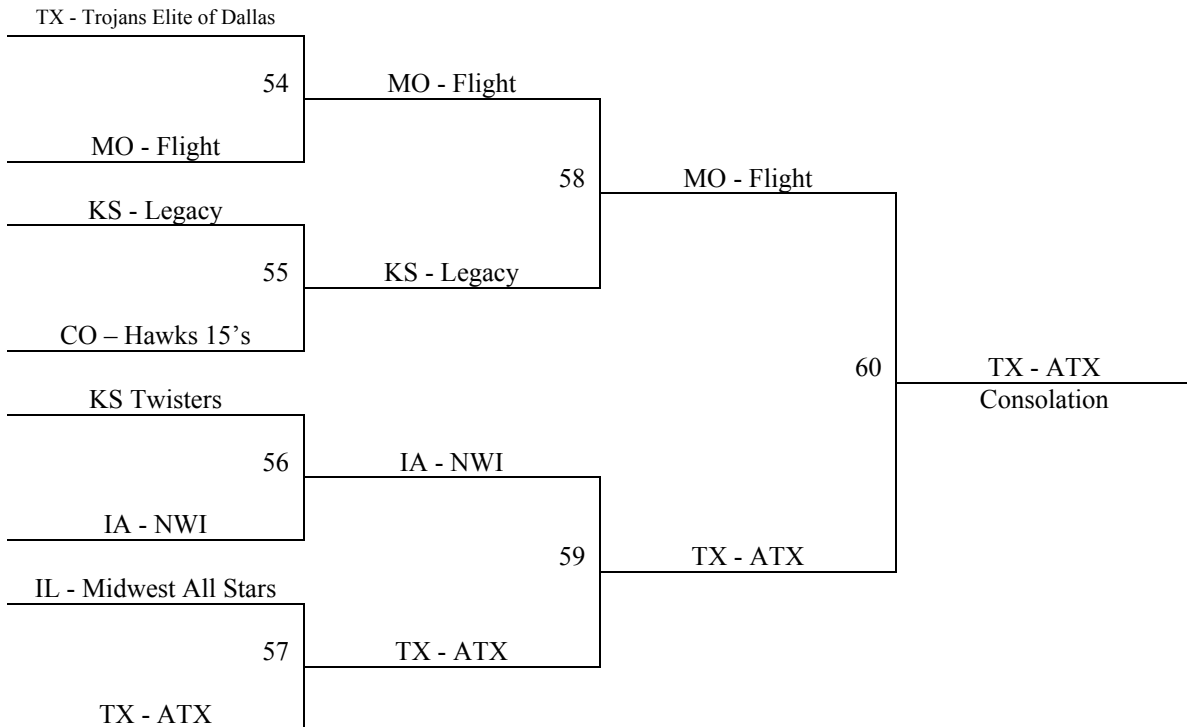 TX - Trojans Elite of Dallas
54
MO - Flight
MO - Flight
58
MO - Flight
KS - Legacy
55
KS - Legacy
CO – Hawks 15’s
60
TX - ATX
Consolation
KS Twisters
56
IA - NWI
IA - NWI
59
TX - ATX
IL - Midwest All Stars
57
TX - ATX
TX - ATX